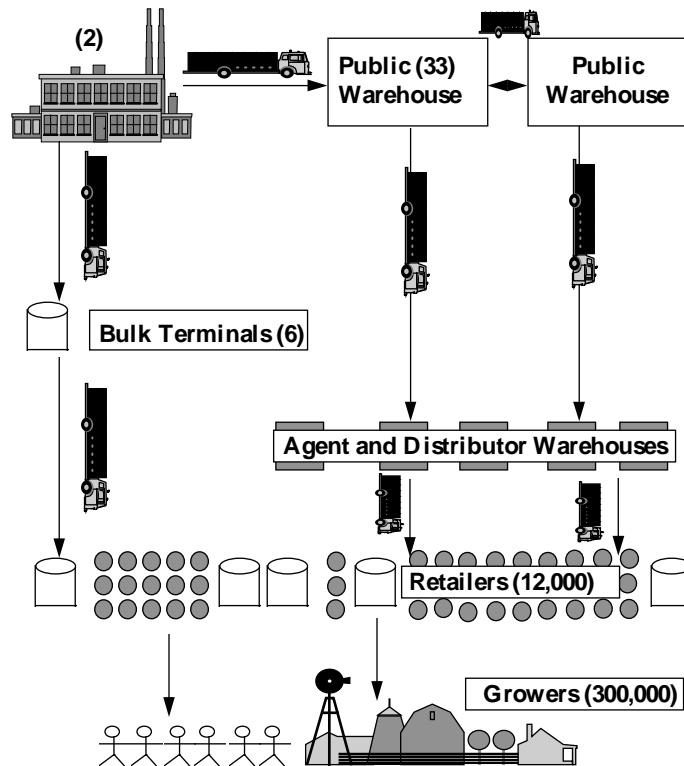 (2)
Public (33)
Warehouse
Public
Warehouse
Bulk Terminals (6)
Agent and Distributor Warehouses
Retailers (12,000)
Growers (300,000)